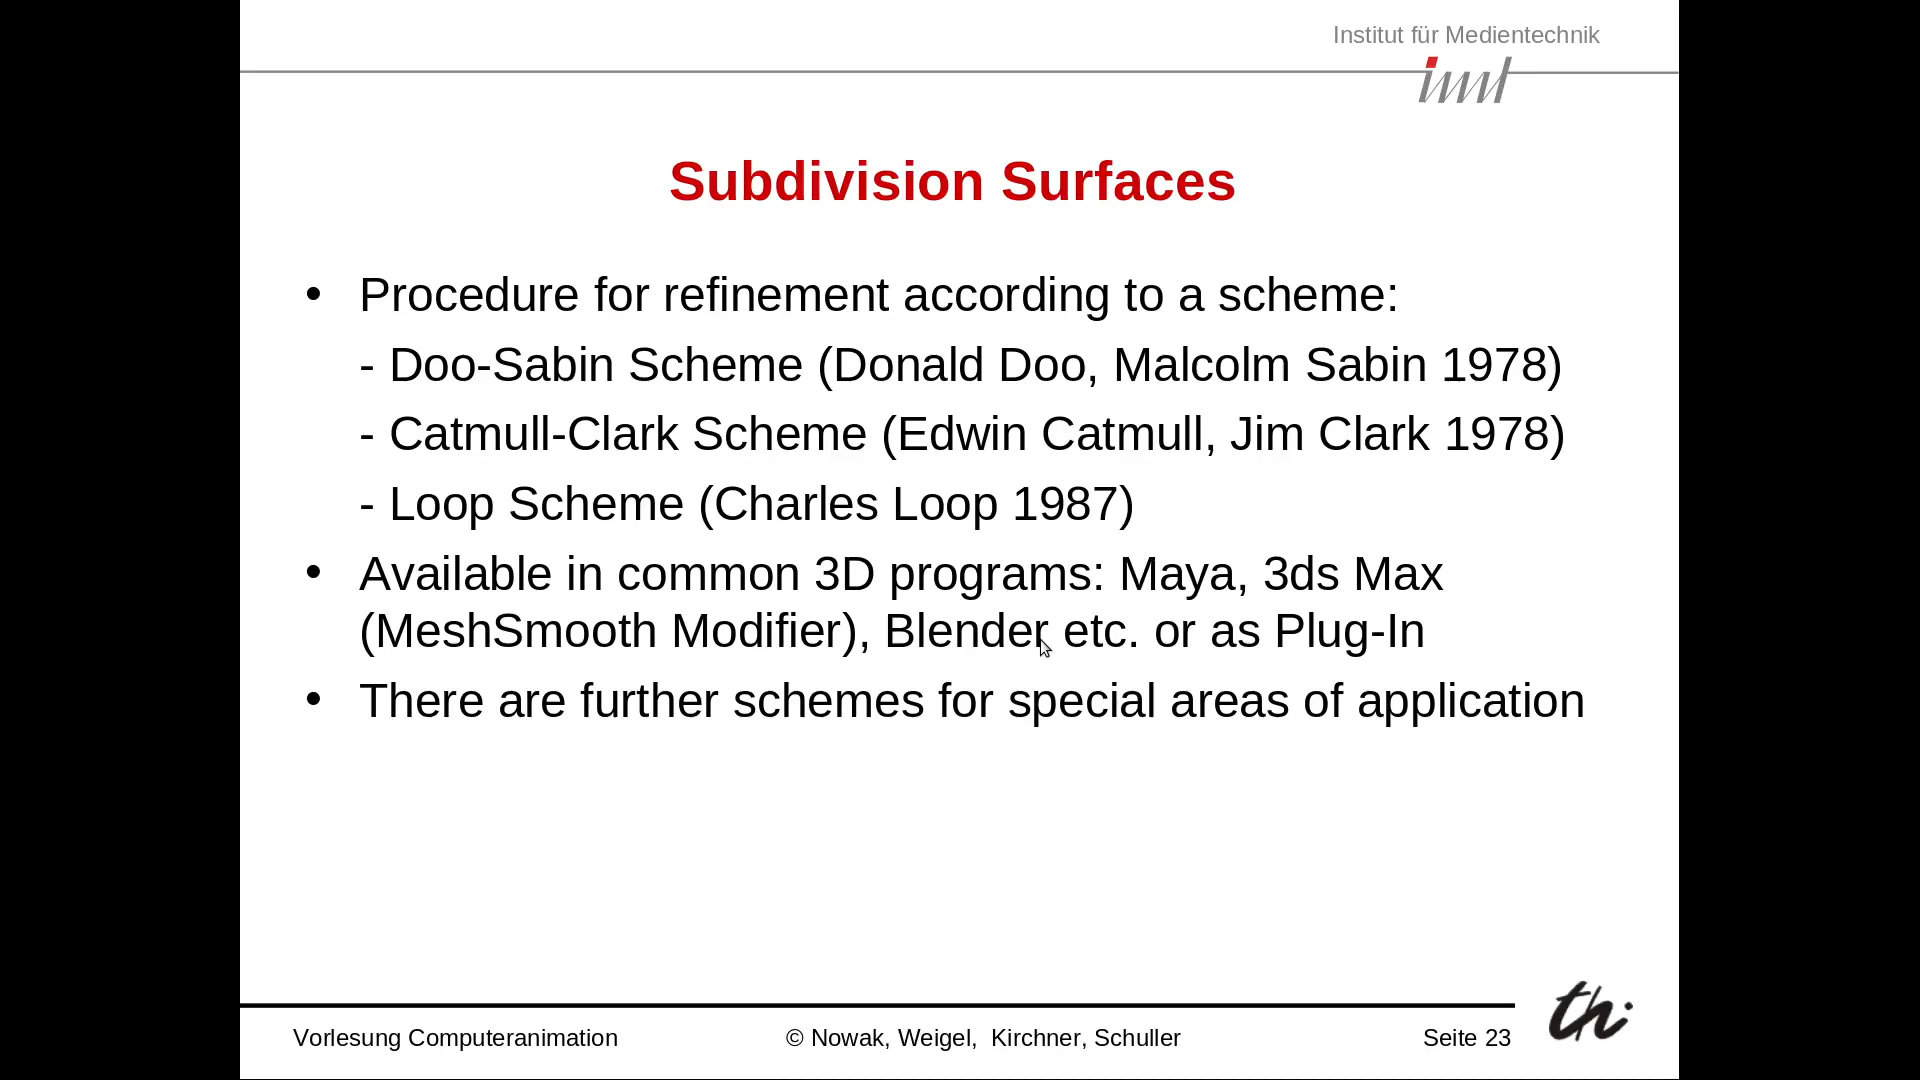 Institut für Medientechnik
imt
Subdivision Surfaces
• Procedure for refinement according to a scheme:
- Doo-Sabin Scheme (Donald Doo, Malcolm Sabin 1978)
- Catmull-Clark Scheme (Edwin Catmull, Jim Clark 1978)
- Loop Scheme (Charles Loop 1987)
• Available in common 3D programs: Maya, 3ds Max
(MeshSmooth Modifier), Blender etc. or as Plug-In
• There are further schemes for special areas of application
Vorlesung Computeranimation
© Nowak, Weigel, Kirchner, Schuller
Seite 23
th